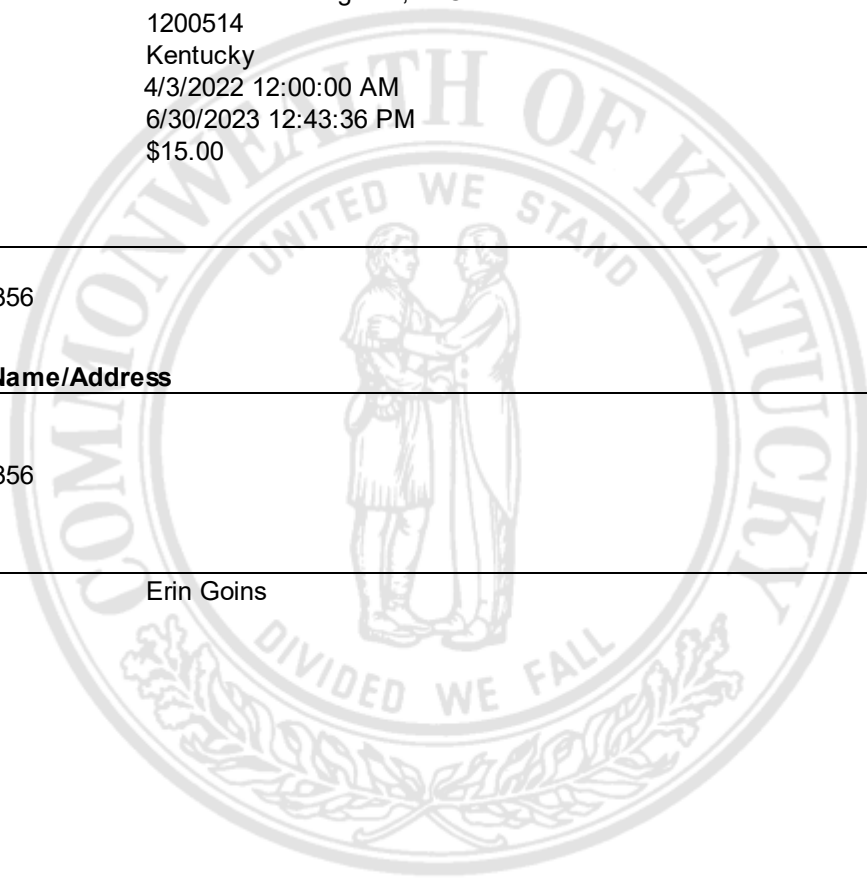 1200514
Kentucky
4/3/2022 12:00:00 AM
6/30/2023 12:43:36 PM
$15.00
COMMONWEALTH OF KENTUCKY
UNITED WE STAND
356
Name/Address
356
Erin Goins
DIVIDED WE FALL